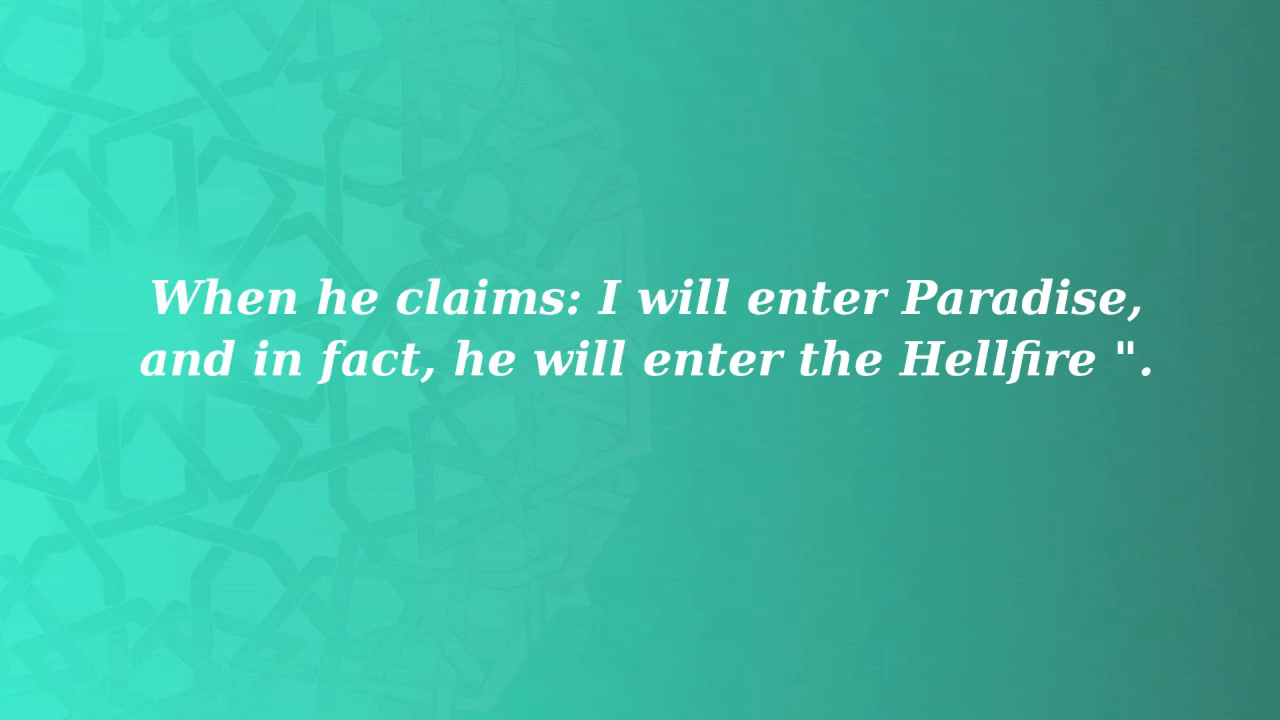 When he claims: I will enter Paradise,
and in fact, he will enter the Hellfire ".